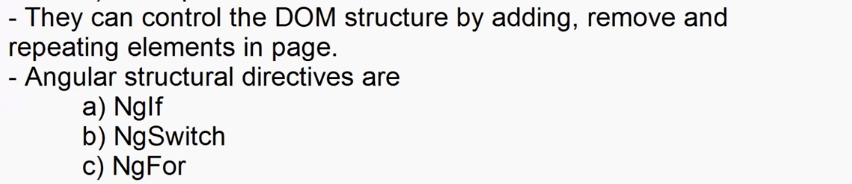 - They can control the DOM structure by adding, remove and
repeating elements in page.
- Angular structural directives are
a) NgIf
b) NgSwitch
c) NgFor